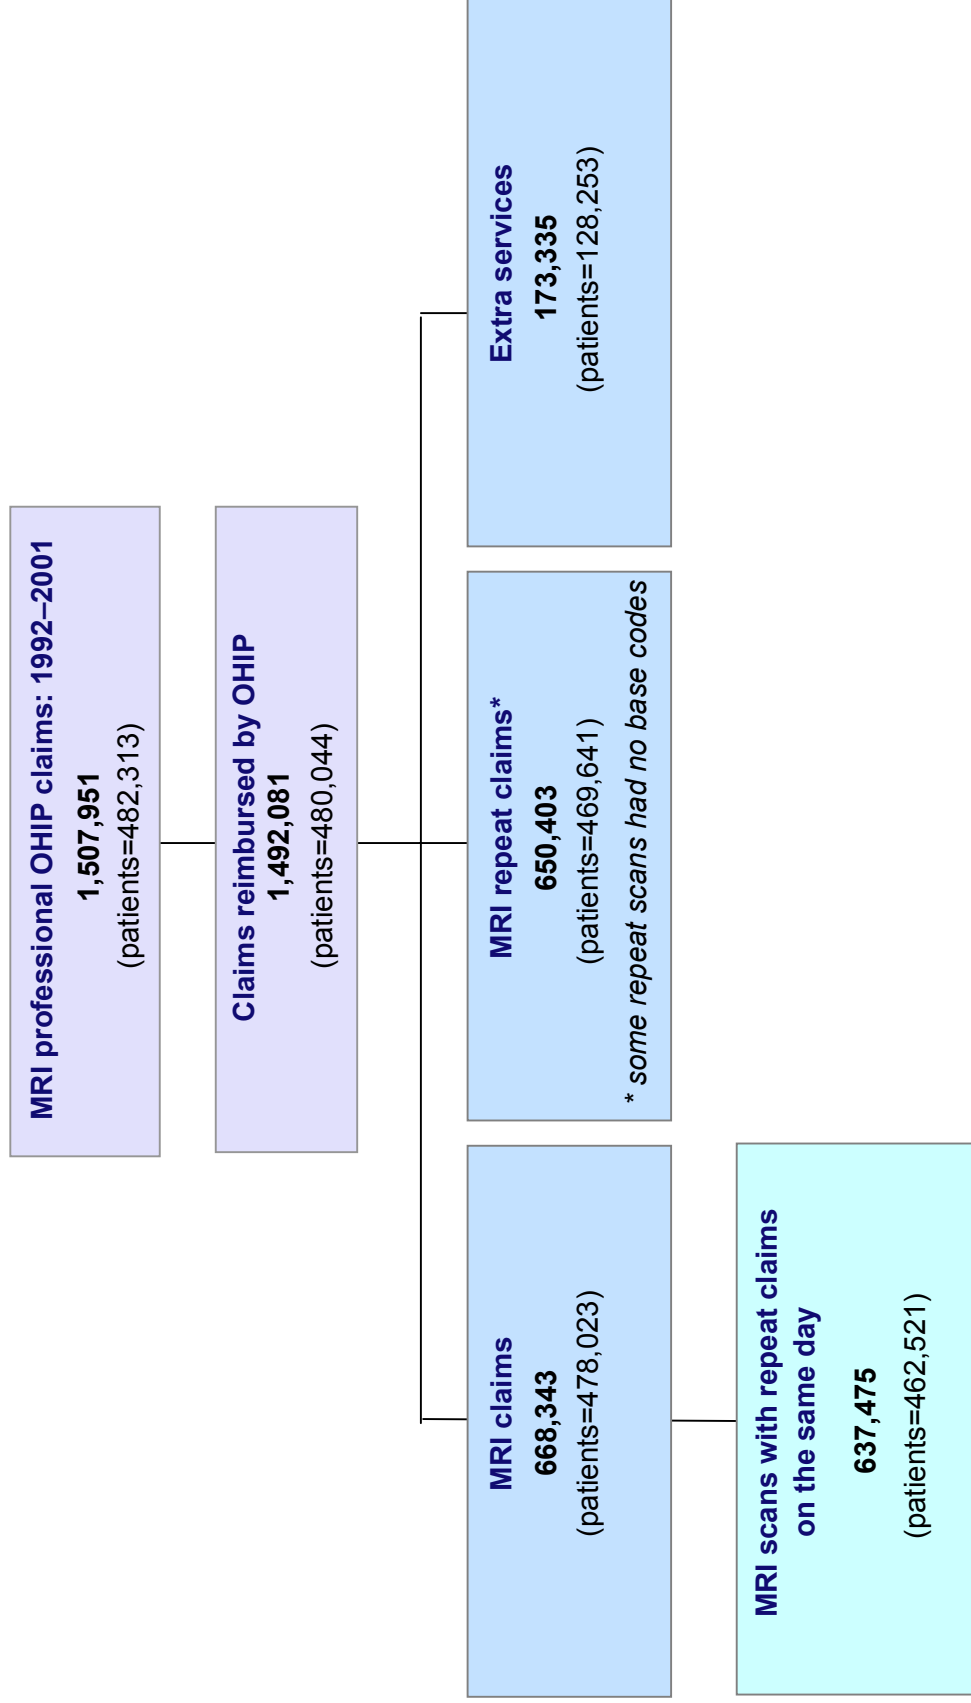 MRI professional OHIP claims: 1992–2001
1,507,951
(patients=482,313)
Claims reimbursed by OHIP
1,492,081
(patients=480,044)
MRI claims
668,343
(patients=478,023)
MRI repeat claims*
650,403
(patients=469,641)
* some repeat scans had no base codes
Extra services
173,335
(patients=128,253)
MRI scans with repeat claims
on the same day
637,475
(patients=462,521)